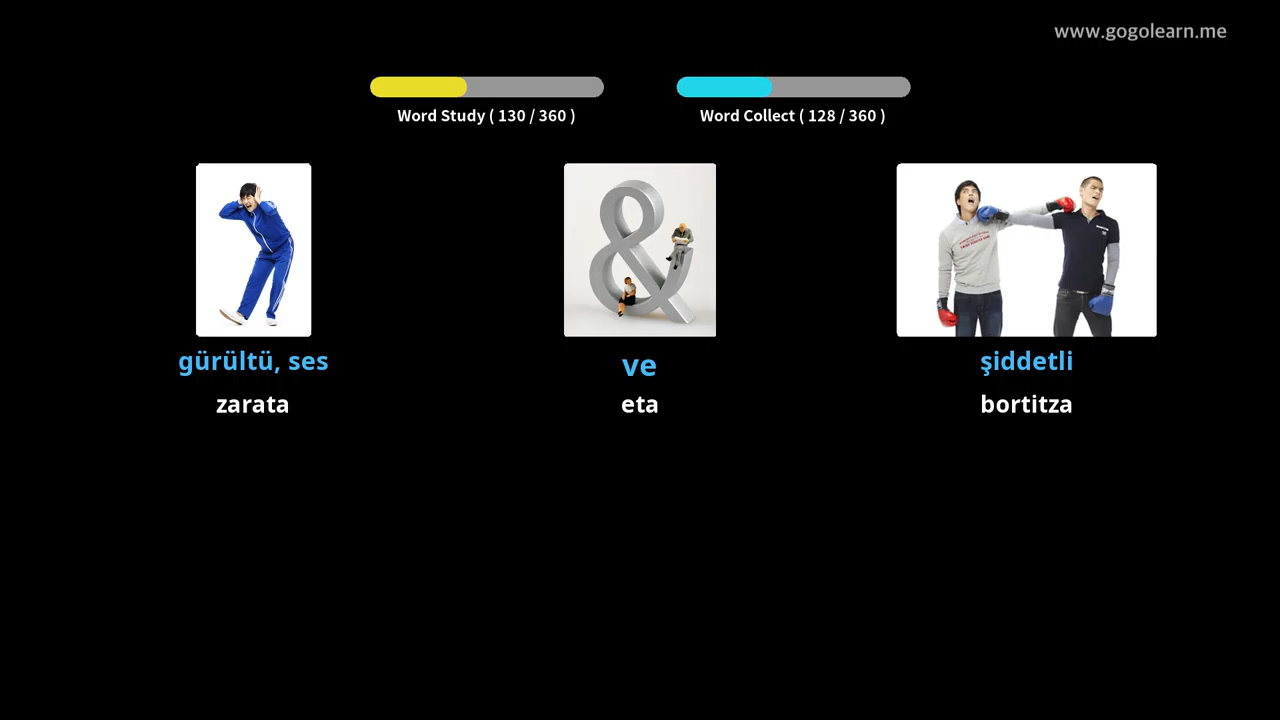 www.gogolearn.me
Word Study ( 130 / 360 )
Word Collect ( 128 / 360 )
gürültü, ses
ve
şiddetli
zarata
eta
bortitza